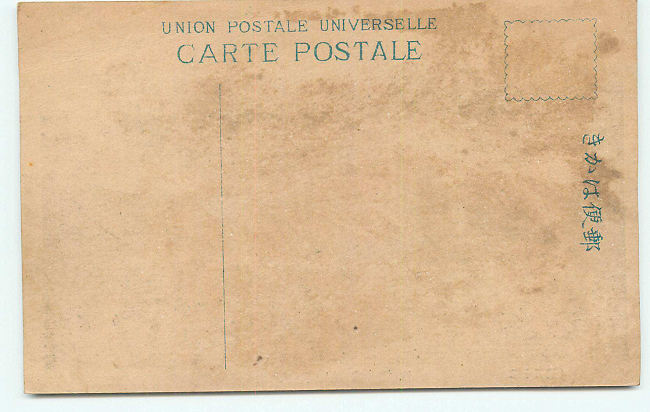 UNION POSTALE UNIVERSELLE
CARTE POSTALE
郵便はかき